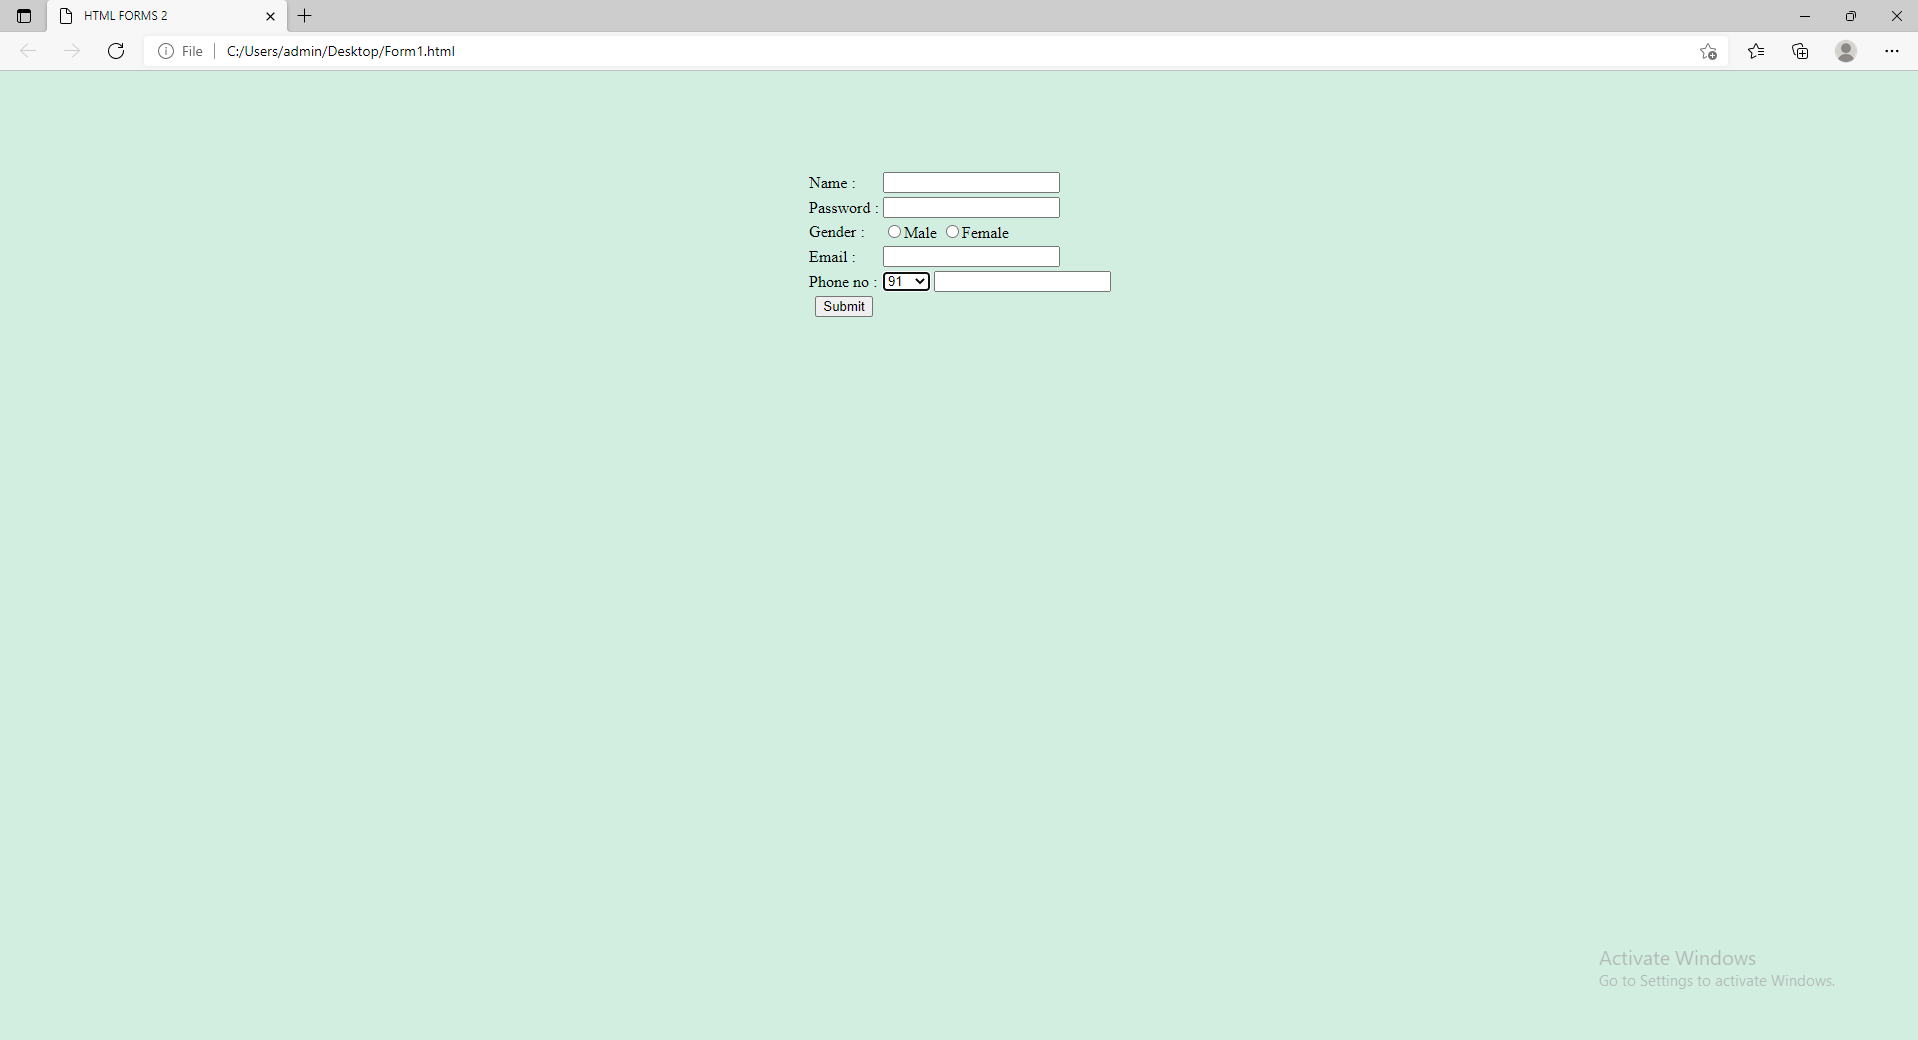 HTML FORMS 2
File C:/Users/admin/Desktop/Form1.html
Name :
Password :
Gender : Male Female
Email :
Phone no : 91
Submit
Activate Windows
Go to Settings to activate Windows.